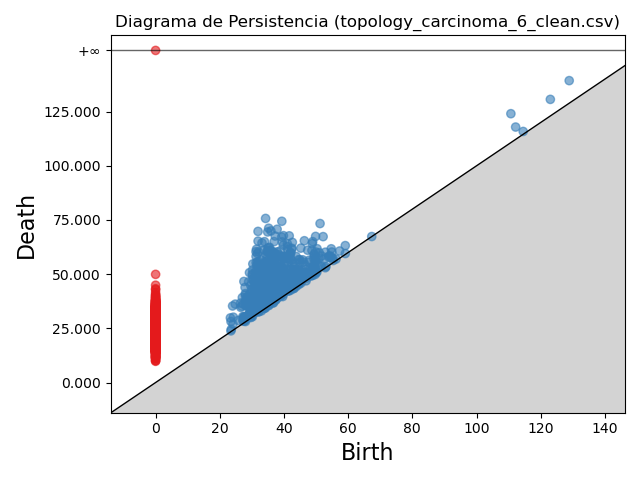 Diagrama de Persistencia (topology_carcinoma_6_clean.csv)
+∞
125.000
100.000
75.000
50.000
25.000
0.000
Death
0 20 40 60 80 100 120 140
Birth